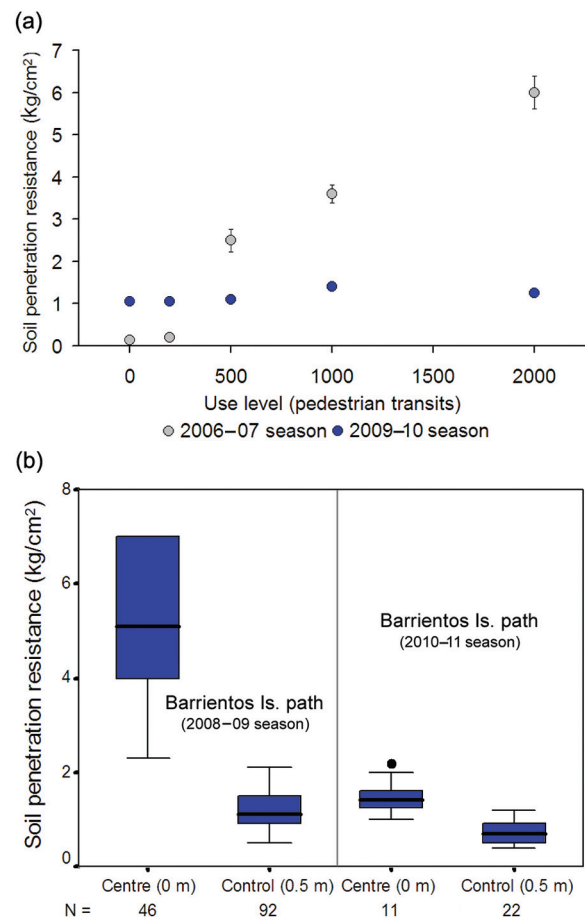 (a)
Soil penetration resistance (kg/cm²)
7
6
5
4
3
2
1
0
0 500 1000 1500 2000
Use level (pedestrian transits)
2006–07 season 2009–10 season
(b)
Soil penetration resistance (kg/cm²)
8
6
4
2
0
Barrientos Is. path
(2008–09 season)
Barrientos Is. path
(2010–11 season)
Centre (0 m) Control (0.5 m) Centre (0 m) Control (0.5 m)
N = 46 92 11 22